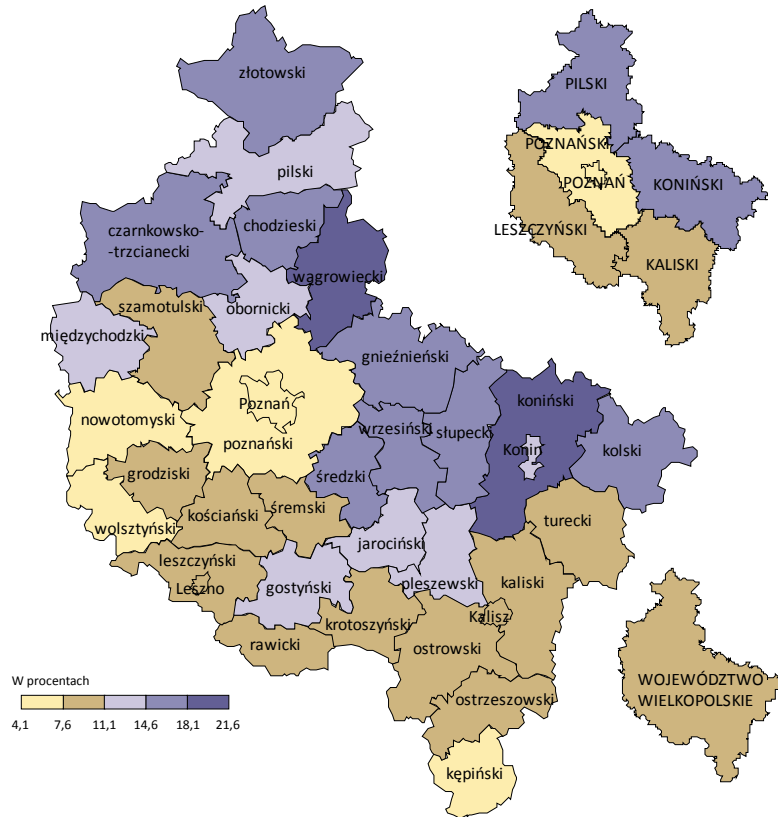 złotowski
pilski
czarnkowsko-
-trzcianecki
chodzieski
wągrowiecki
szamotulski
obornicki
międzychodzki
gnieźnieński
Poznań
koniński
nowotomyski
poznański
wrzesiński
słupecki
Konin
kolski
grodziski
średzki
wolsztyński
kościański
śremski
turecki
jarociński
leszczyński
Leszno
gostyński
pleszewski
kaliski
krotoszyński
Kalisz
rawicki
ostrowski
ostrzeszowski
kępiński
PILSKI
POZNAŃSKI
POZNAŃ
KONIŃSKI
LESZCZYŃSKI
KALISKI
WOJEWÓDZTWO
WIELKOPOLSKIE
W procentach
4,1 7,6 11,1 14,6 18,1 21,6